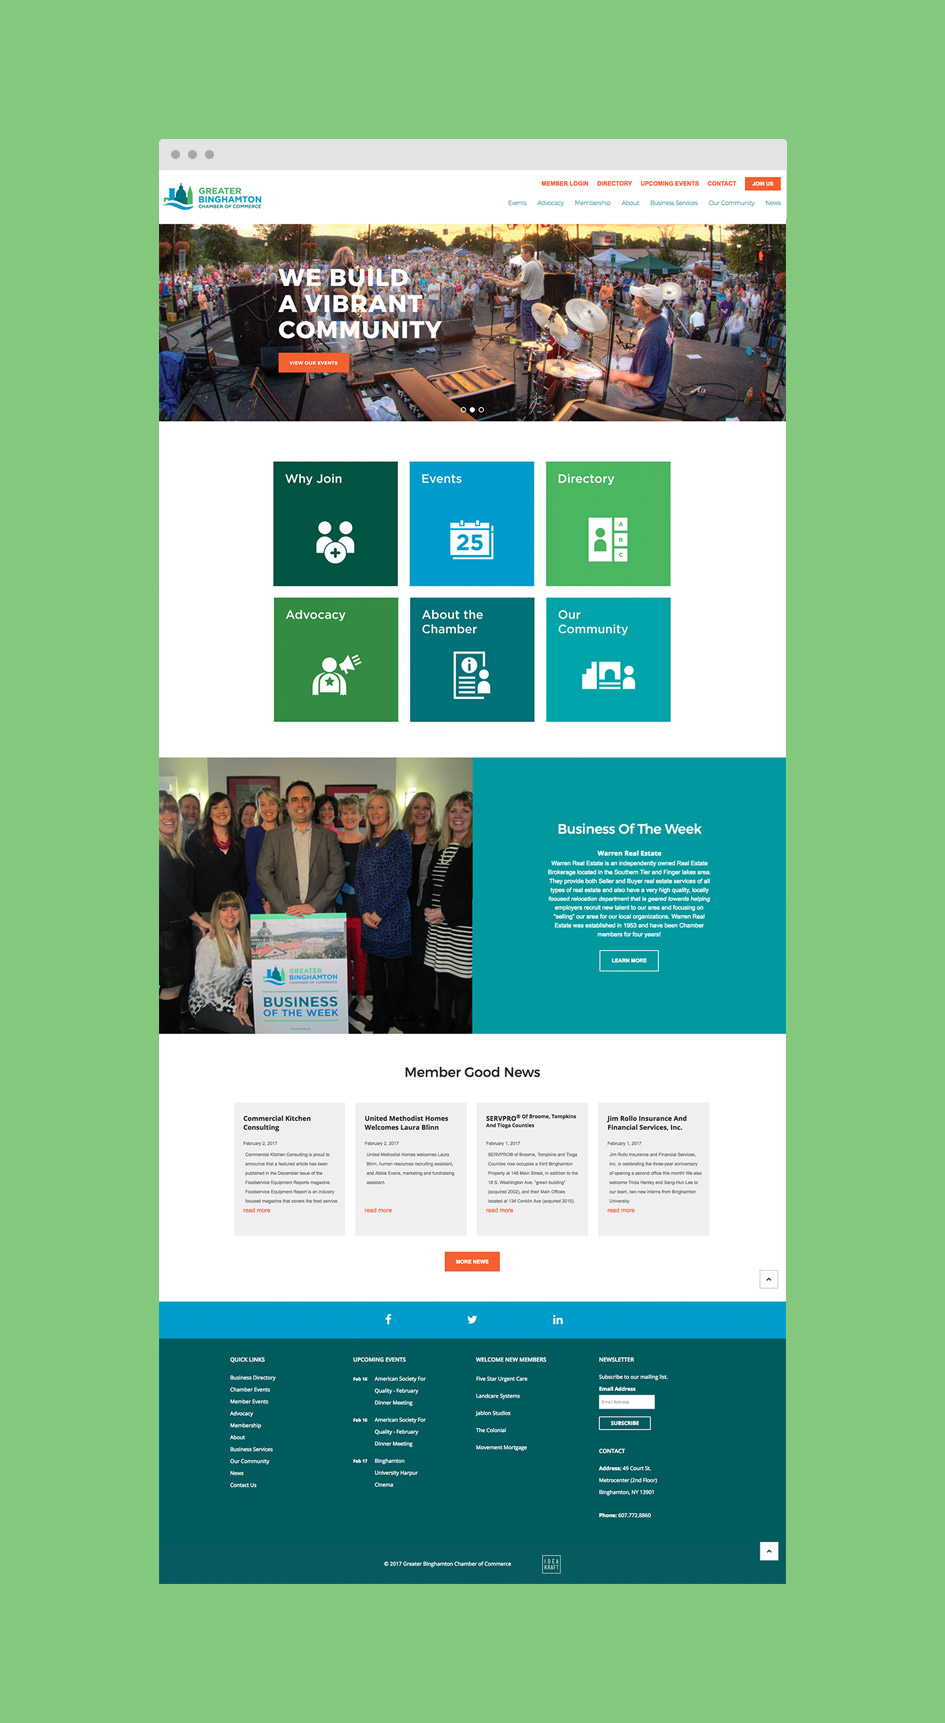 GREATER
BINGHAMTON
CHAMBER OF COMMERCE
MEMBER LOGIN DIRECTORY UPCOMING EVENTS CONTACT JOIN US
Events Advocacy Membership About Business Services Our Community News
WE BUILD
A VIBRANT
COMMUNITY
VIEW OUR EVENTS
Why Join
Events
25
Directory
A
B
C
Advocacy
About the
Chamber
Our
Community
GREATER
BINGHAMTON
CHAMBER OF COMMERCE
BUSINESS
OF THE WEEK
Business Of The Week
Warren Real Estate
Warren Real Estate is an independently owned Real Estate
Brokerage located in the Southern Tier and Finger lakes area.
They provide both Seller and Buyer real estate services of all
types of real estate and also have a very high quality, locally
focused relocation department that is geared towards helping
employers recruit new talent to our area and focusing on
"selling" our area for our local organizations. Warren Real
Estate was established in 1953 and have been Chamber
members for four years!
LEARN MORE
Member Good News
Commercial Kitchen
Consulting
February 2, 2017
Commercial Kitchen Consulting is proud to
announce that a featured article has been
published in the December issue of the
Foodservice Equipment Reports magazine.
Foodservice Equipment Report is an industry
focused magazine that covers the food service
read more
United Methodist Homes
Welcomes Laura Blinn
February 2, 2017
United Methodist Homes welcomes Laura
Blinn, human resources recruiting assistant,
and Abbie Evans, marketing and fundraising
assistant.
read more
SERVPRO® Of Broome, Tompkins
And Tioga Counties
February 1, 2017
SERVPRO® of Broome, Tompkins and Tioga
Counties now occupies a third Binghamton
Property at 146 Main Street, in addition to the
18 S. Washington Ave. "green building"
(acquired 2002), and their Main Offices
located at 134 Conklin Ave (acquired 2010).
read more
Jim Rollo Insurance And
Financial Services, Inc.
February 1, 2017
Jim Rollo Insurance and Financial Services,
Inc. is celebrating the three-year anniversary
of opening a second office this month! We also
welcome Tricia Hanley and Sang-Hun Lee to
our team, two new interns from Binghamton
University.
read more
MORE NEWS
QUICK LINKS
Business Directory
Chamber Events
Member Events
Advocacy
Membership
About
Business Services
Our Community
News
Contact Us
UPCOMING EVENTS
Feb 16 American Society For
Quality - February
Dinner Meeting
Feb 16 American Society For
Quality - February
Dinner Meeting
Feb 17 Binghamton
University Harpur
Cinema
WELCOME NEW MEMBERS
Five Star Urgent Care
Landcare Systems
Jablon Studios
The Colonial
Movement Mortgage
NEWSLETTER
Subscribe to our mailing list.
Email Address
Email Address
SUBSCRIBE
CONTACT
Address: 49 Court St.
Metrocenter (2nd Floor)
Binghamton, NY 13901
Phone: 607.772.8860
© 2017 Greater Binghamton Chamber of Commerce
IDEA
KRAFT